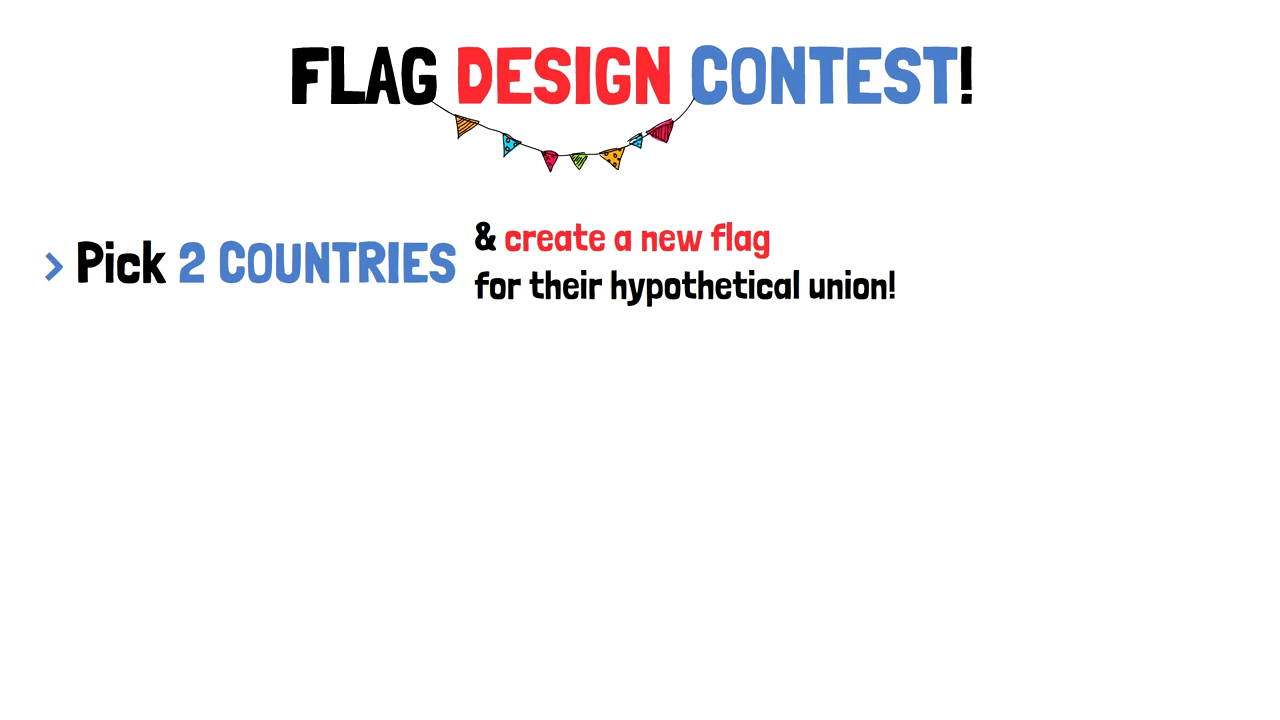 FLAG DESIGN CONTEST!
> Pick 2 COUNTRIES
& create a new flag
for their hypothetical union!